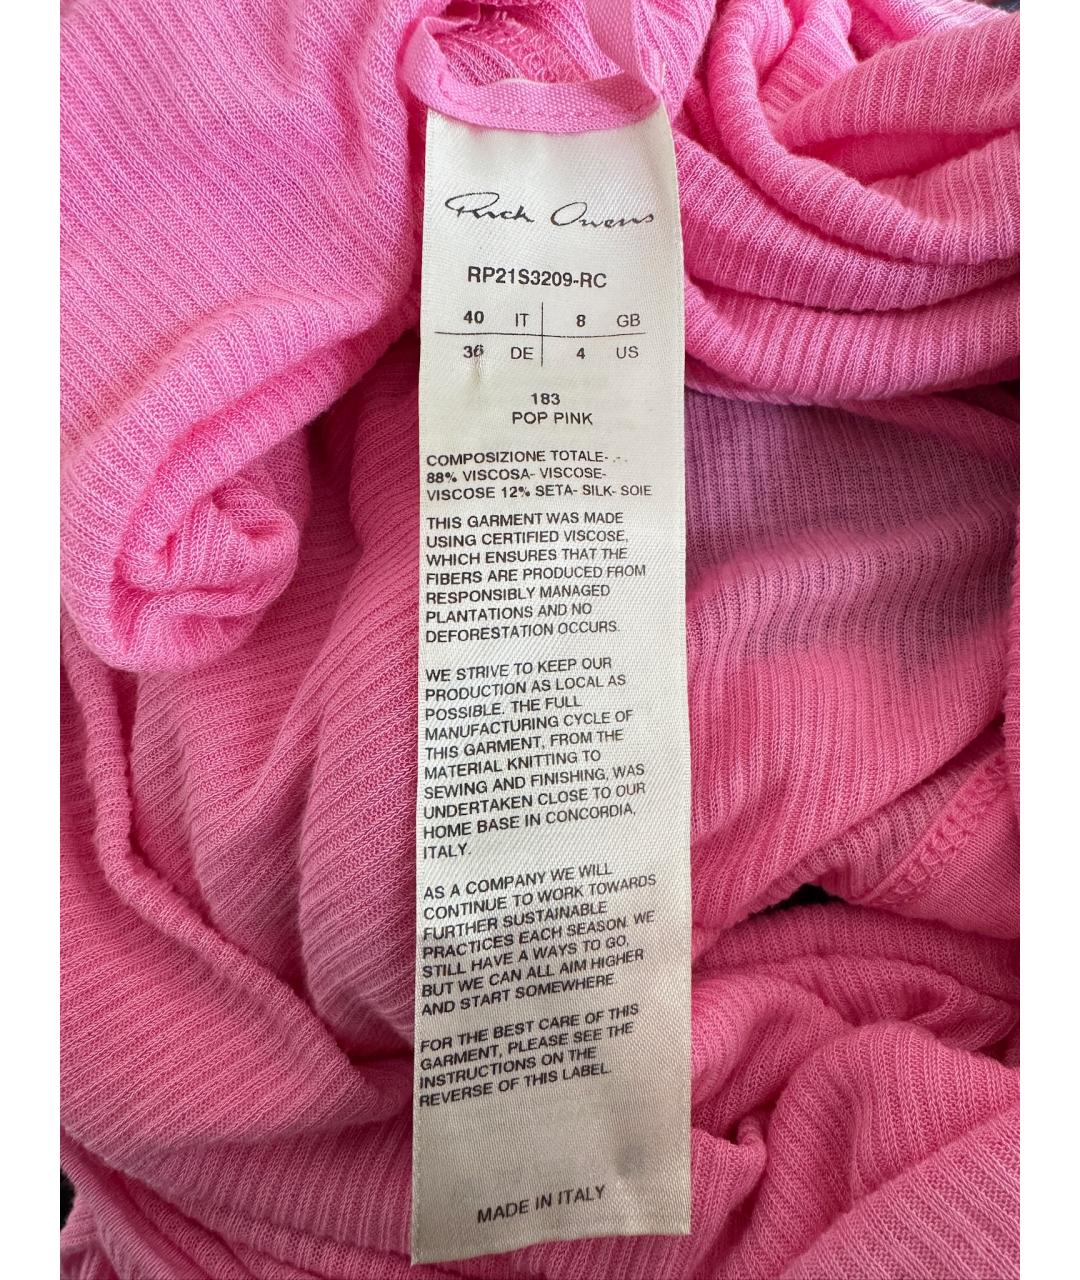 Rick Owens
RP21S3209-RC
40 IT 8 GB
36 DE 4 US
183
POP PINK
COMPOSIZIONE TOTALE- -
88% VISCOSA- VISCOSE-
VISCOSE 12% SETA- SILK- SOIE
THIS GARMENT WAS MADE
USING CERTIFIED VISCOSE,
WHICH ENSURES THAT THE
FIBERS ARE PRODUCED FROM
RESPONSIBLY MANAGED
PLANTATIONS AND NO
DEFORESTATION OCCURS.
WE STRIVE TO KEEP OUR
PRODUCTION AS LOCAL AS
POSSIBLE. THE FULL
MANUFACTURING CYCLE OF
THIS GARMENT, FROM THE
MATERIAL KNITTING TO
SEWING AND FINISHING, WAS
UNDERTAKEN CLOSE TO OUR
HOME BASE IN CONCORDIA,
ITALY.
AS A COMPANY WE WILL
CONTINUE TO WORK TOWARDS
FURTHER SUSTAINABLE
PRACTICES EACH SEASON. WE
STILL HAVE A WAYS TO GO,
BUT WE CAN ALL AIM HIGHER
AND START SOMEWHERE.
FOR THE BEST CARE OF THIS
GARMENT, PLEASE SEE THE
INSTRUCTIONS ON THE
REVERSE OF THIS LABEL.
MADE IN ITALY